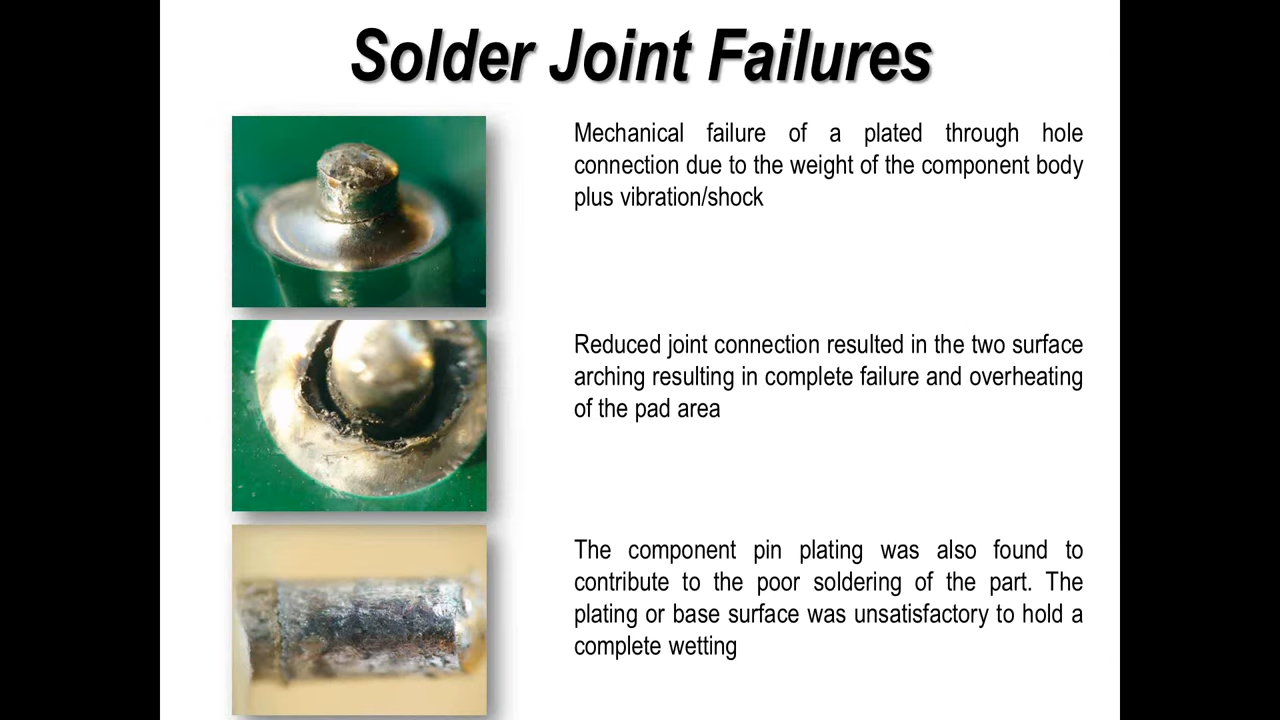 Solder Joint Failures
Mechanical failure of a plated through hole
connection due to the weight of the component body
plus vibration/shock
Reduced joint connection resulted in the two surface
arching resulting in complete failure and overheating
of the pad area
The component pin plating was also found to
contribute to the poor soldering of the part. The
plating or base surface was unsatisfactory to hold a
complete wetting